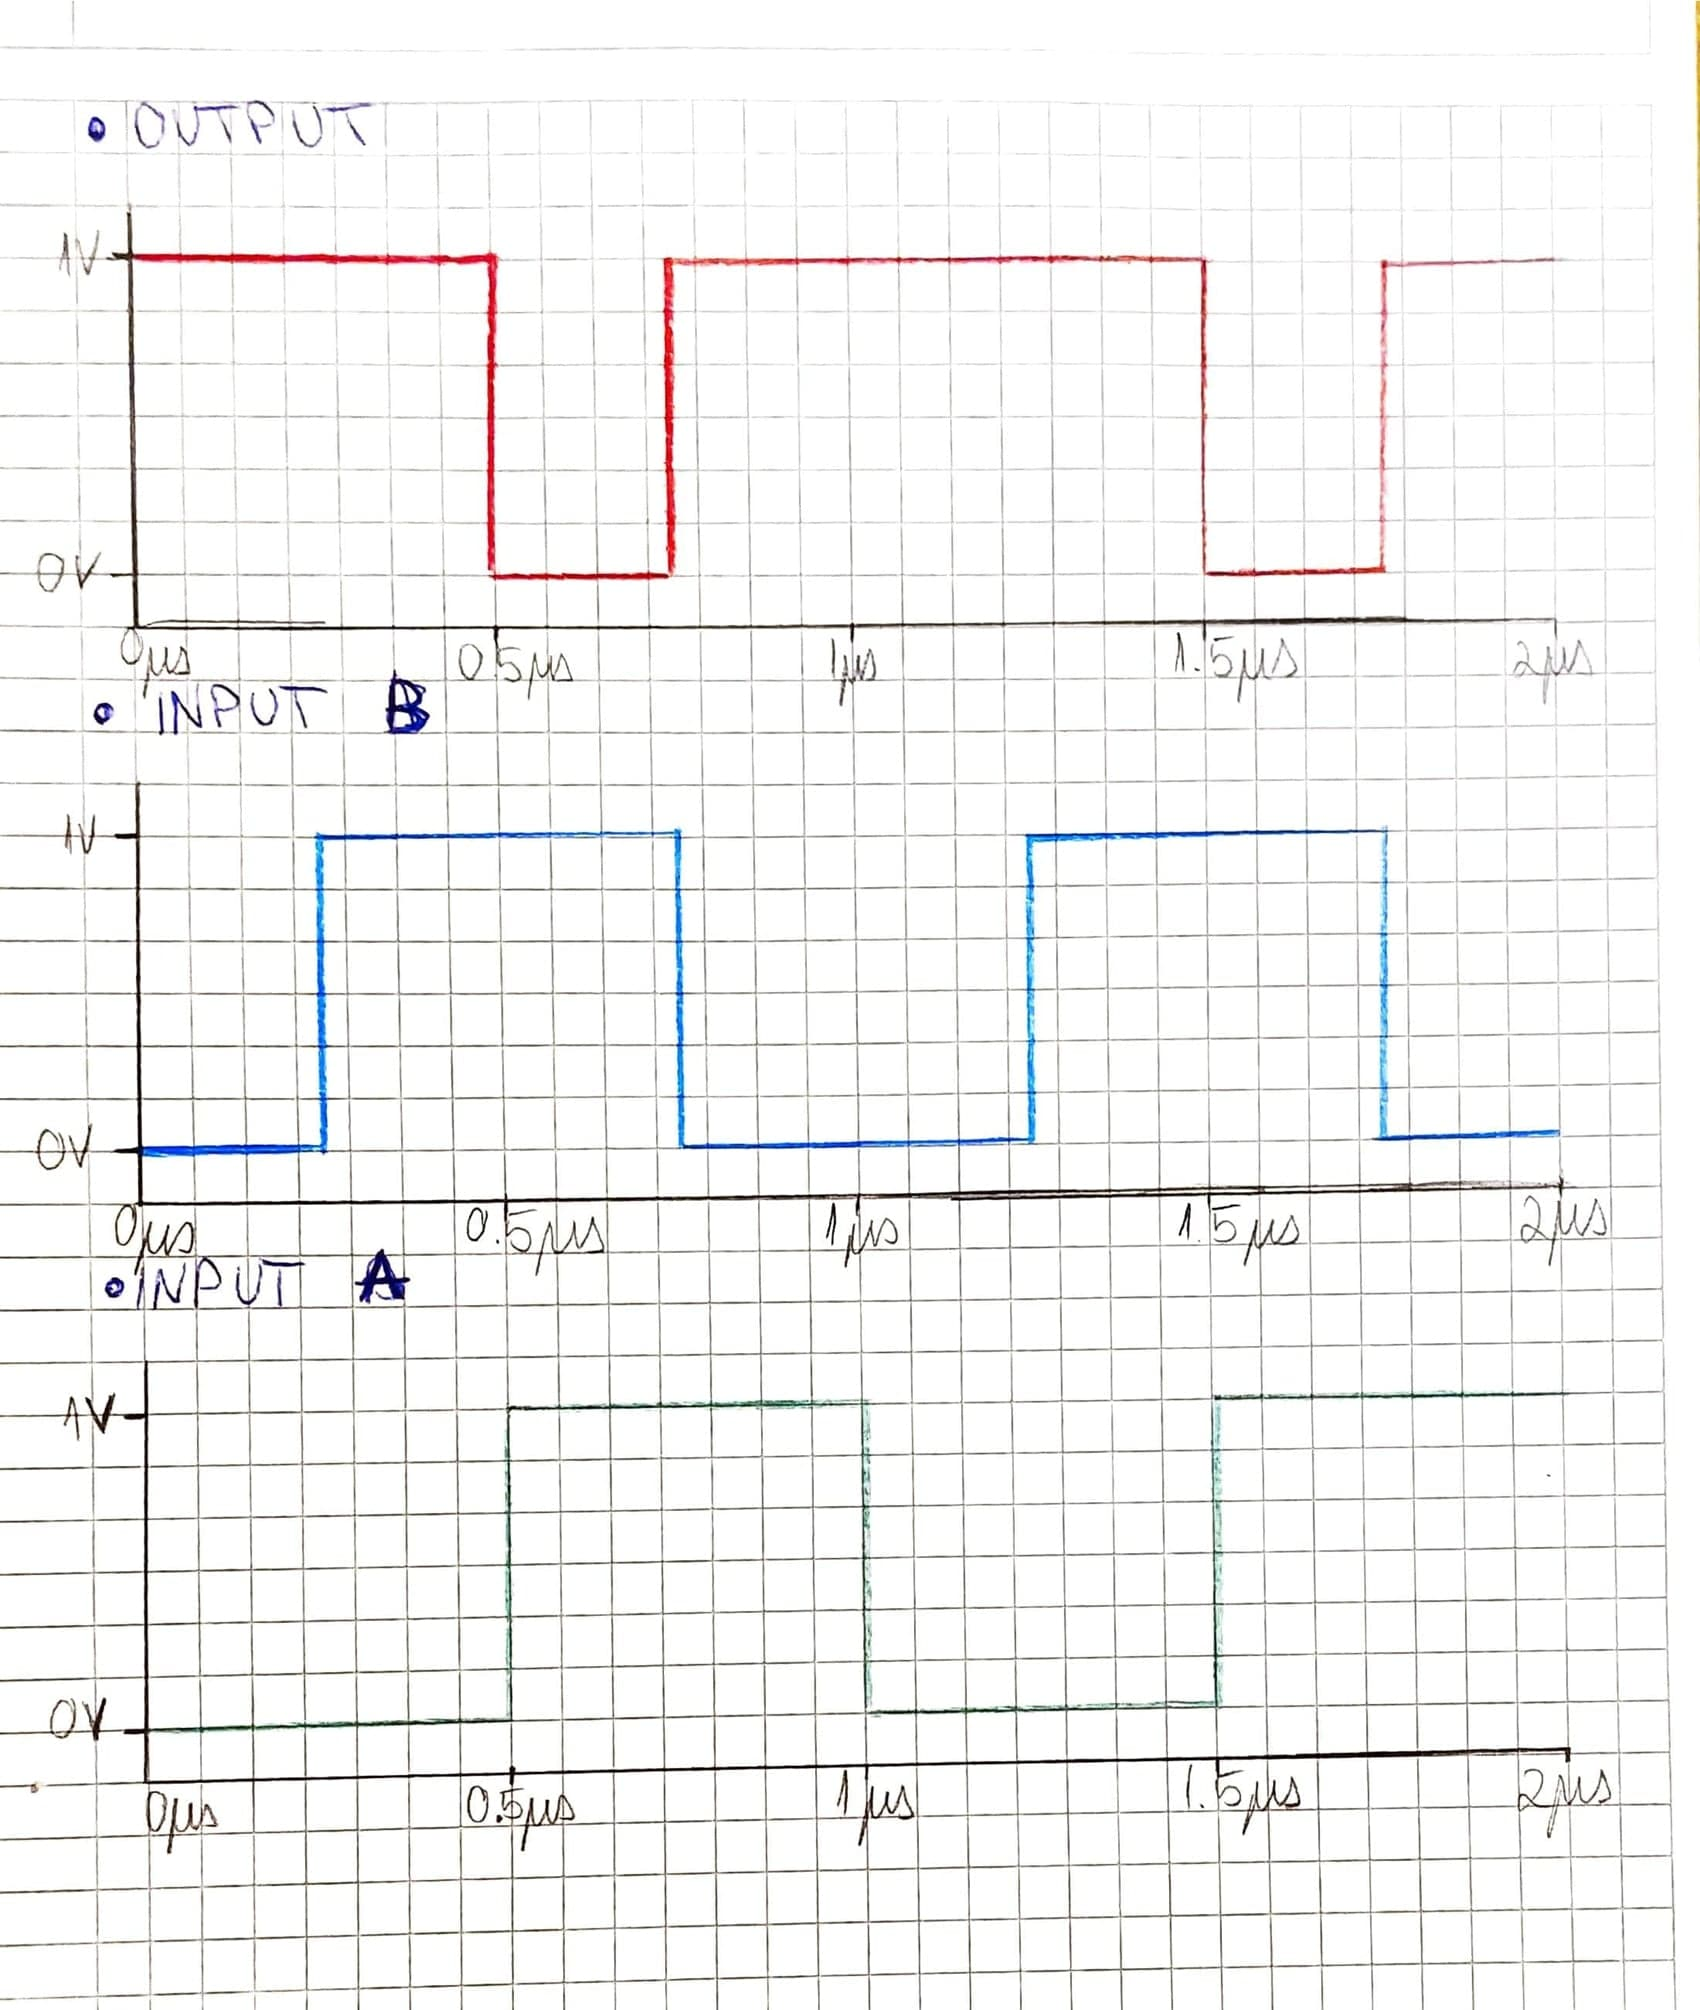 • OUTPUT
1V
0V
0µs 0.5µs 1µs 1.5µs 2µs
• INPUT B
1V
0V
0µs 0.5µs 1µs 1.5µs 2µs
• INPUT A
1V
0V
0µs 0.5µs 1µs 1.5µs 2µs